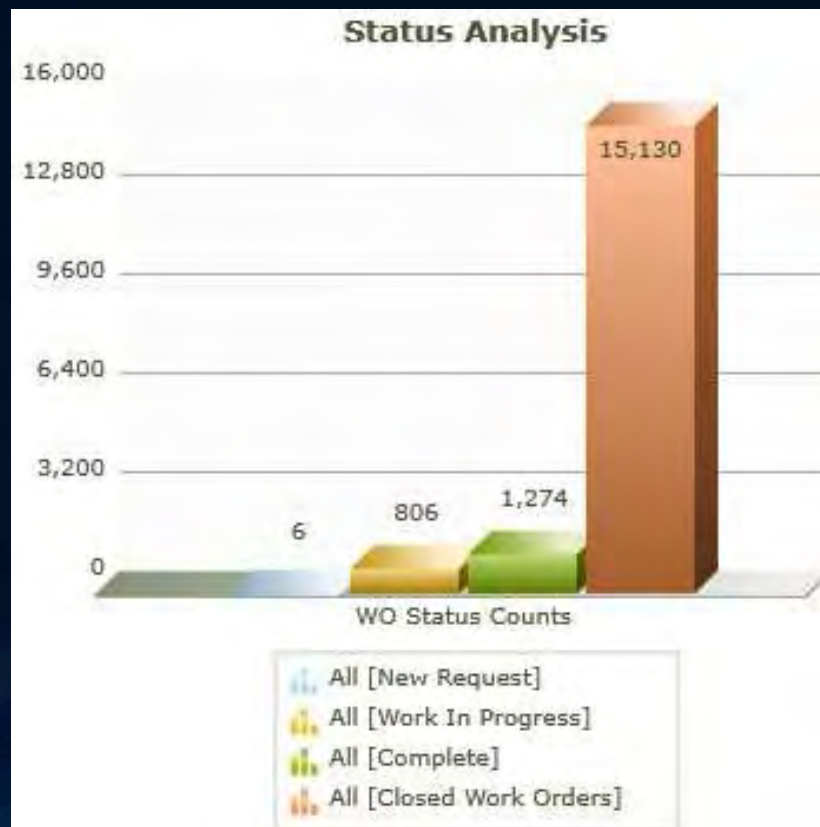 Status Analysis
16,000
12,800
9,600
6,400
3,200
0
6
806
1,274
15,130
WO Status Counts
All [New Request]
All [Work In Progress]
All [Complete]
All [Closed Work Orders]